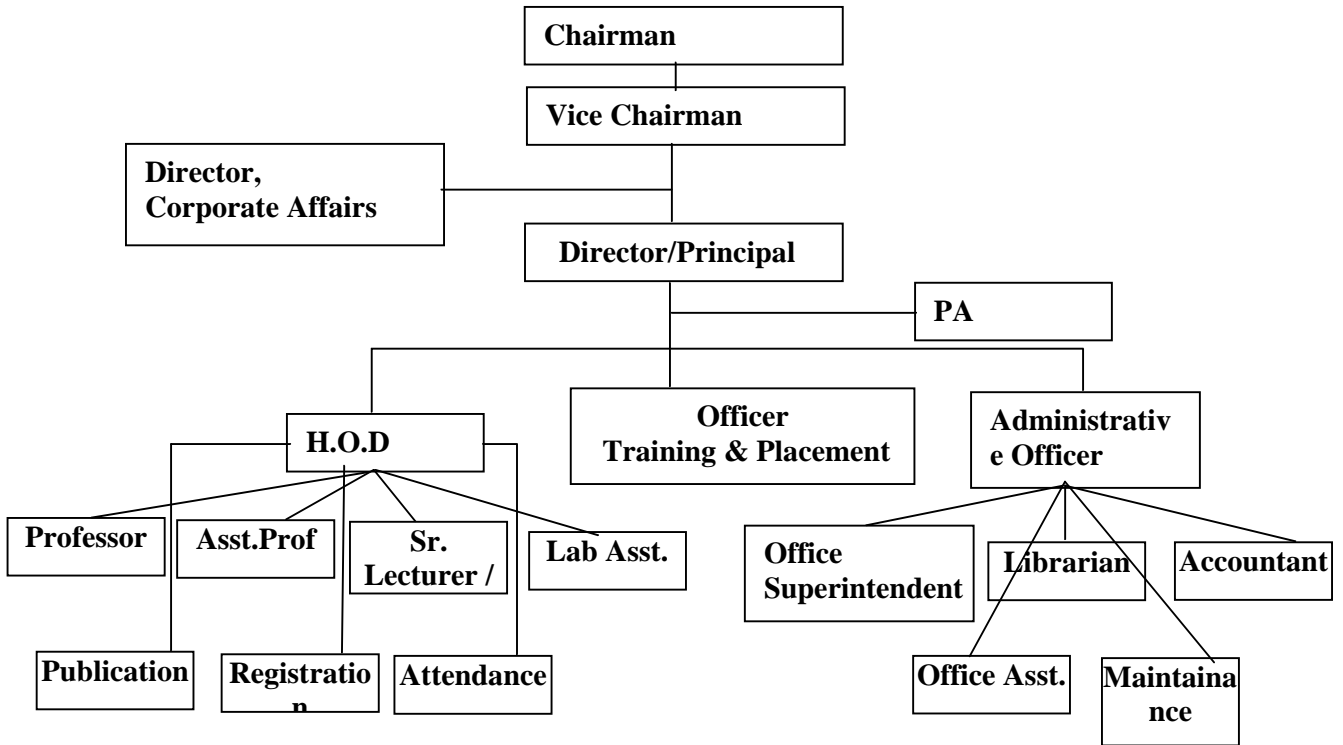 Chairman
Vice Chairman
Director,
Corporate Affairs
Director/Principal
PA
Officer
Training & Placement
Administrativ
e Officer
H.O.D
Professor
Asst.Prof
Sr.
Lecturer /
Lab Asst.
Office
Superintendent
Librarian
Accountant
Publication
Registratio
n
Attendance
Office Asst.
Maintaina
nce